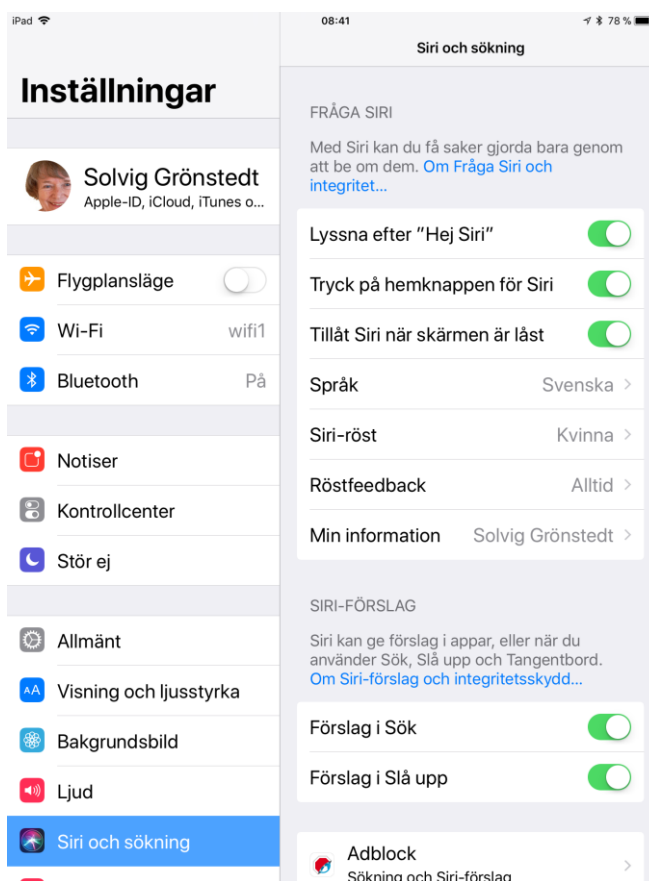 iPad
08:41
78 %
Inställningar
Solvig Grönstedt
Apple-ID, iCloud, iTunes o...
Flygplansläge
Wi-Fi wifi1
Bluetooth På
Notiser
Kontrollcenter
Stör ej
Allmänt
AA Visning och ljusstyrka
Bakgrundsbild
Ljud
Siri och sökning
Siri och sökning
FRÅGA SIRI
Med Siri kan du få saker gjorda bara genom
att be om dem. Om Fråga Siri och
integritet...
Lyssna efter ”Hej Siri”
Tryck på hemknappen för Siri
Tillåt Siri när skärmen är låst
Språk Svenska
Siri-röst Kvinna
Röstfeedback Alltid
Min information Solvig Grönstedt
SIRI-FÖRSLAG
Siri kan ge förslag i appar, eller när du
använder Sök, Slå upp och Tangentbord.
Om Siri-förslag och integritetsskydd...
Förslag i Sök
Förslag i Slå upp
Adblock
Sökning och Siri-förslag